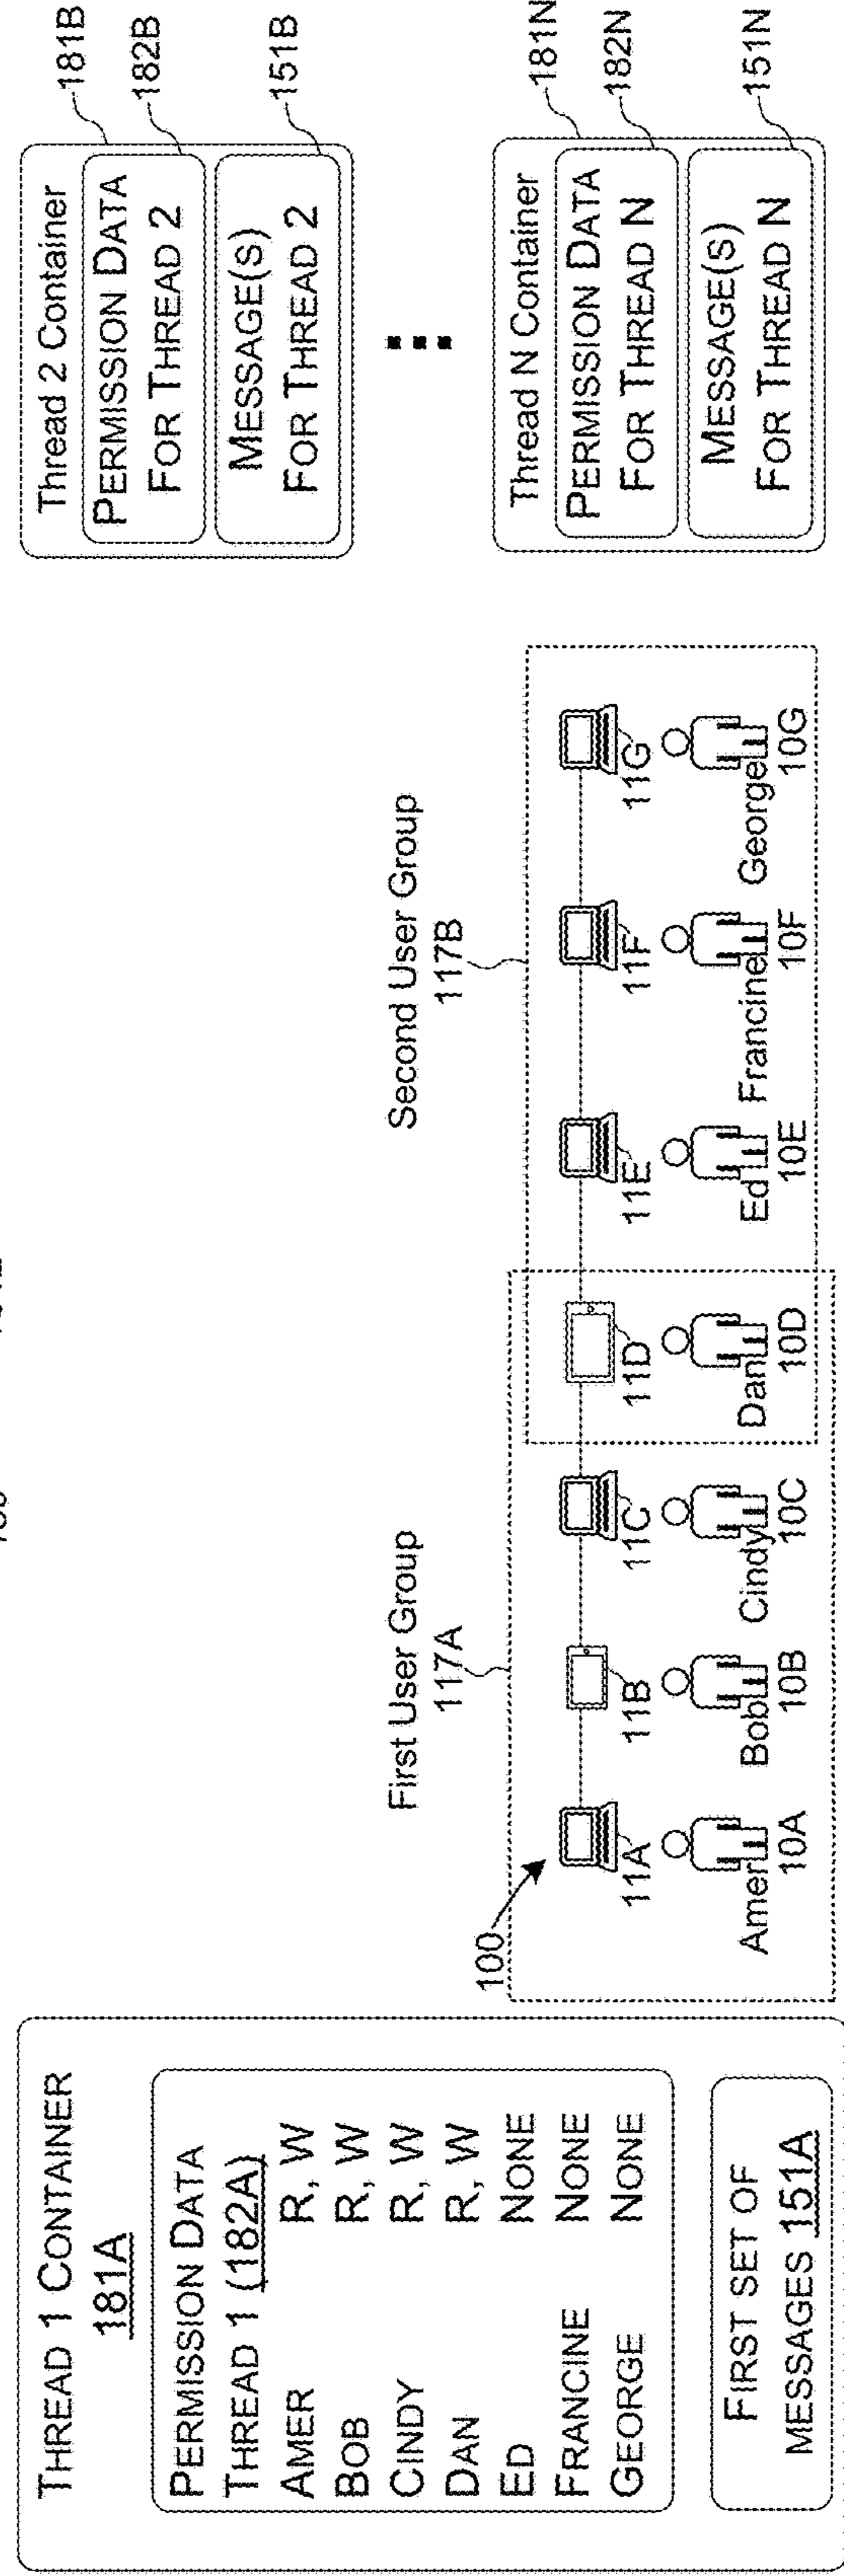 THREAD 1 CONTAINER
181A
PERMISSION DATA
THREAD 1 (182A)
AMER R, W
BOB R, W
CINDY R, W
DAN R, W
ED NONE
FRANCINE NONE
GEORGE NONE
FIRST SET OF
MESSAGES 151A
First User Group
117A
Second User Group
117B
100
11A
11B
11C
11D
11E
11F
11G
Amer
Bob
Cindy
Dan
Ed
Francine
George
10A
10B
10C
10D
10E
10F
10G
Thread 2 Container
181B
PERMISSION DATA
FOR THREAD 2
182B
MESSAGE(S)
FOR THREAD 2
151B
Thread N Container
181N
PERMISSION DATA
FOR THREAD N
182N
MESSAGE(S)
FOR THREAD N
151N